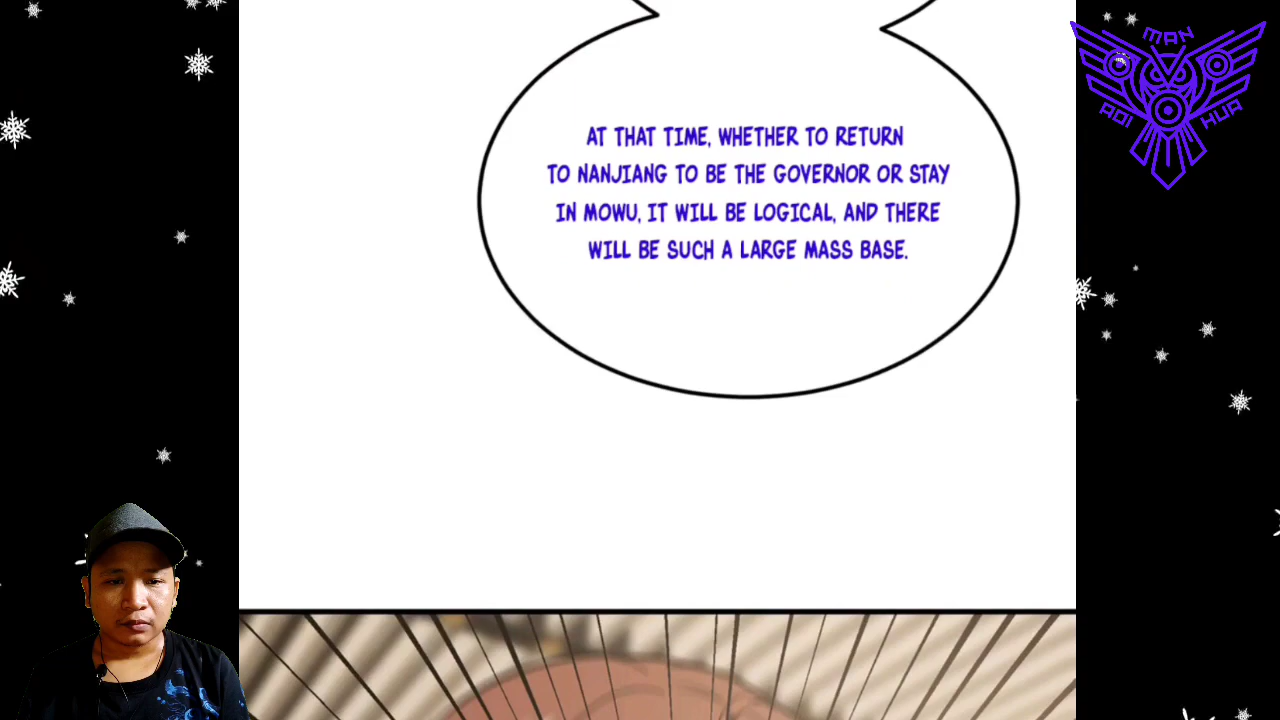 AT THAT TIME, WHETHER TO RETURN
TO NANJIANG TO BE THE GOVERNOR OR STAY
IN MOWU, IT WILL BE LOGICAL, AND THERE
WILL BE SUCH A LARGE MASS BASE.
MAN
AOI HUA